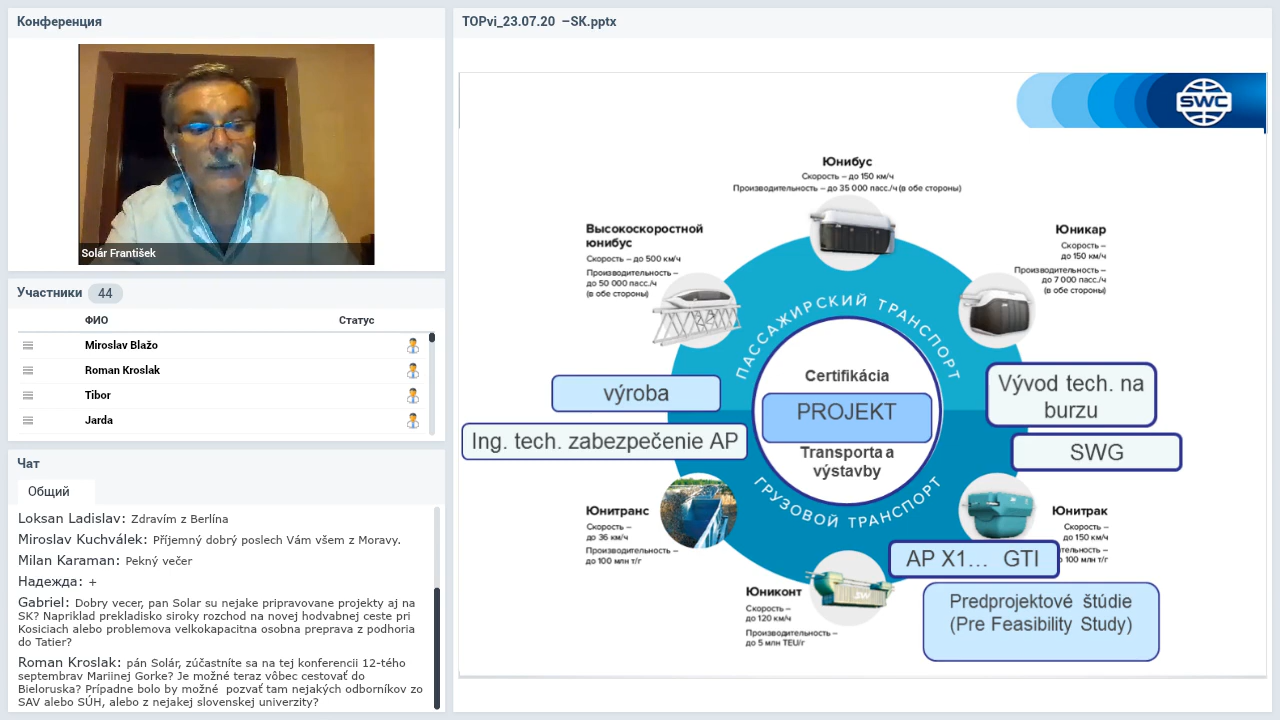 Конференция
Solár František
Участники 44
ФИО Статус
Miroslav Blažo
Roman Kroslak
Tibor
Jarda
Чат
Общий
Loksan Ladislav: Zdravím z Berlína
Miroslav Kuchválek: Příjemný dobrý poslech Vám všem z Moravy.
Milan Karaman: Pekný večer
Надежда: +
Gabriel: Dobry vecer, pan Solar su nejake pripravovane projekty aj na
SK? Napriklad prekladisko siroky rozchod na novej hodvabnej ceste pri
Kosiciach alebo problemova velkokapacitna osobna preprava z podhoria
do Tatier?
Roman Kroslak: pán Solár, zúčastníte sa na tej konferencii 12-tého
septembrav Mariinej Gorke? Je možné teraz vôbec cestovať do
Bieloruska? Prípadne bolo by možné pozvať tam nejakých odborníkov zo
SAV alebo SÚH, alebo z nejakej slovenskej univerzity?
TOPvi_23.07.20 –SK.pptx
SWC
Юнибус
Скорость – до 150 км/ч
Производительность – до 35 000 пасс./ч (в обе стороны)
Высокоскоростной
юнибус
Скорость – до 500 км/ч
Производительность –
до 50 000 пасс./ч
(в обе стороны)
Юникар
Скорость –
до 150 км/ч
Производительность –
до 7 000 пасс./ч
(в обе стороны)
ПАССАЖИРСКИЙ ТРАНСПОРТ
Certifikácia
PROJEKT
Transporta a
výstavby
výroba
Ing. tech. zabezpečenie AP
Vývod tech. na
burzu
SWG
ГРУЗОВОЙ ТРАНСПОРТ
Юнитранс
Скорость –
до 36 км/ч
Производительность –
до 100 млн т/г
Юнитрак
Скорость –
до 150 км/ч
тельность –
о 100 млн т/г
AP X1... GTI
Юниконт
Скорость –
до 120 км/ч
Производительность –
до 5 млн TEU/г
SW
Predprojektové štúdie
(Pre Feasibility Study)